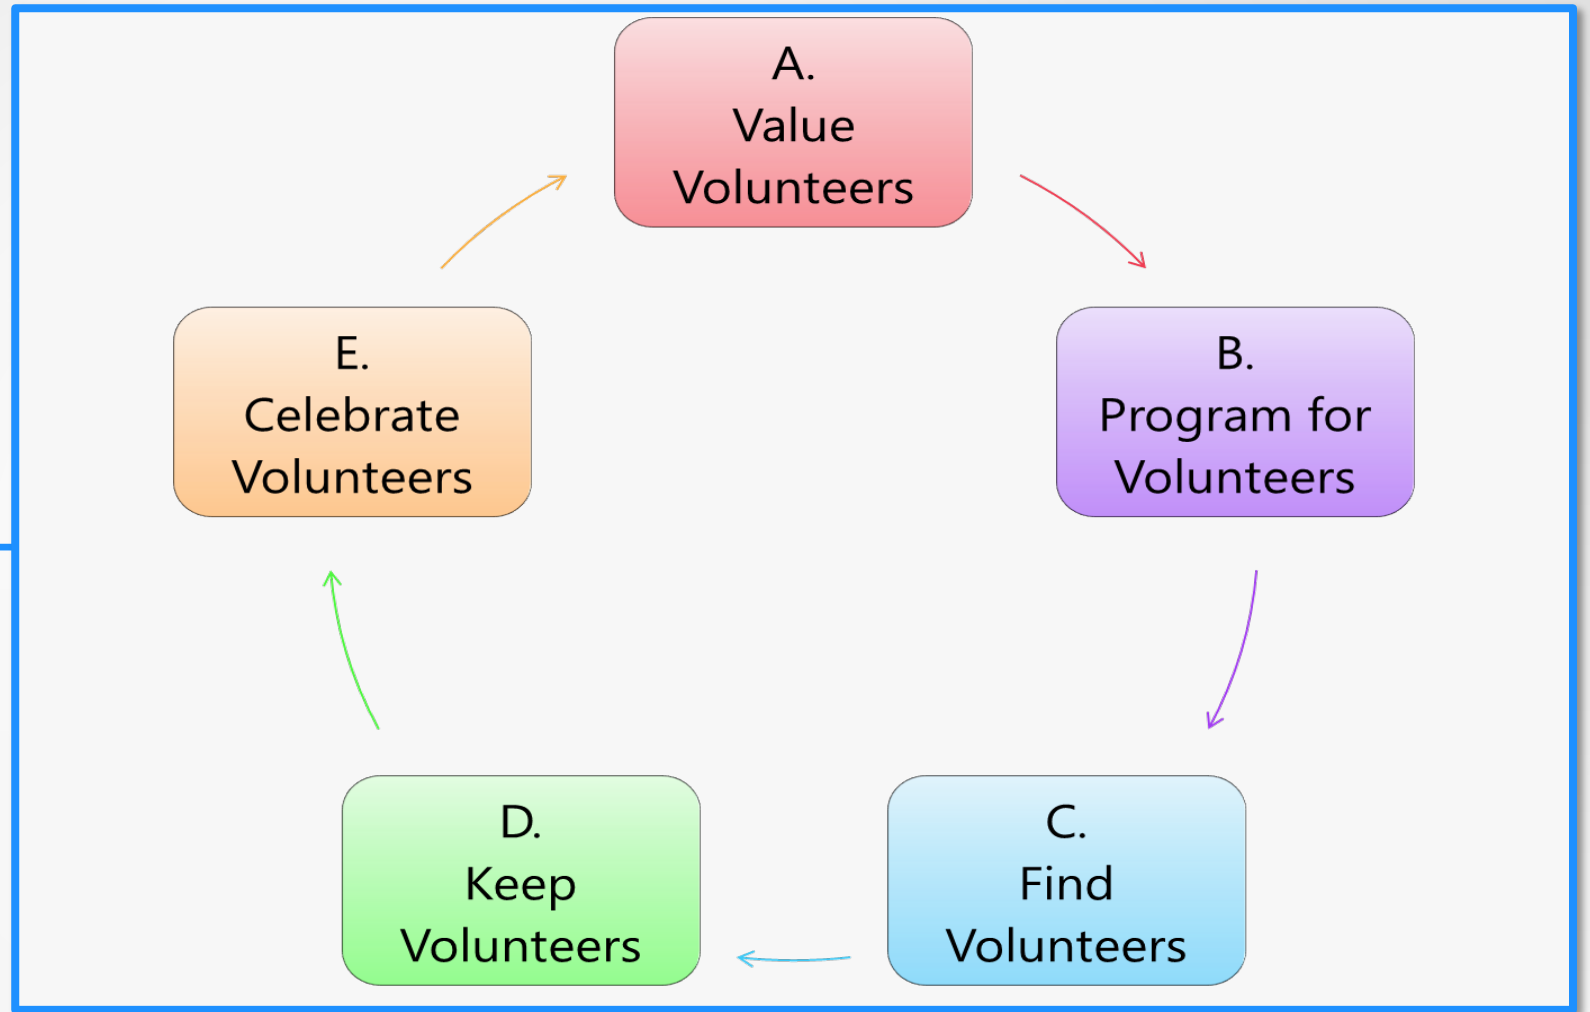 A.
Value
Volunteers
B.
Program for
Volunteers
C.
Find
Volunteers
D.
Keep
Volunteers
E.
Celebrate
Volunteers